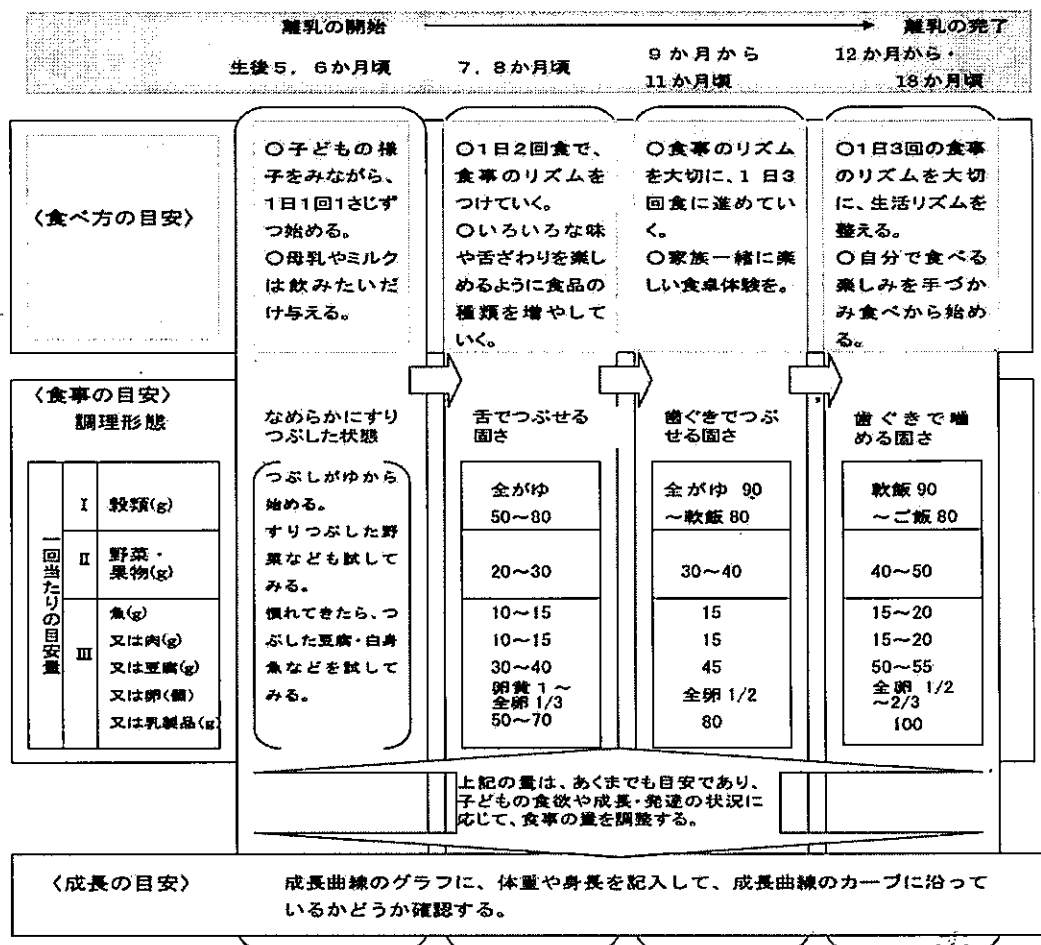 離乳の開始 → 離乳の完了
生後5，6か月頃
7，8か月頃
9か月から
11か月頃
12か月から・
18か月頃
〈食べ方の目安〉
○子どもの様
子をみながら、
1日1回1さじず
つ始める。
○母乳やミルク
は飲みたいだ
け与える。
○1日2回食で、
食事のリズムを
つけていく。
○いろいろな味
や舌ざわりを楽し
めるように食品の
種類を増やして
いく。
○食事のリズム
を大切に、1日3
回食に進めてい
く。
○家族一緒に楽
しい食卓体験を。
○1日3回の食事
のリズムを大切
に、生活リズムを
整える。
○自分で食べる
楽しみを手づか
み食べから始め
る。
〈食事の目安〉
調理形態
なめらかにすり
つぶした状態
舌でつぶせる
固さ
歯ぐきでつぶ
せる固さ
歯ぐきで噛
める固さ
一回当たりの目安量
Ⅰ 穀類(g)
つぶしがゆから
始める。
すりつぶした野
菜なども試して
みる。
慣れてきたら、つ
ぶした豆腐・白身
魚などを試して
みる。
全がゆ
50～80
全がゆ 90
～軟飯 80
軟飯 90
～ご飯 80
Ⅱ 野菜・
果物(g)
20～30
30～40
40～50
Ⅲ
魚(g)
10～15
15
15～20
又は肉(g)
10～15
15
15～20
又は豆腐(g)
30～40
45
50～55
又は卵(個)
卵黄1～
全卵1/3
全卵1/2
全卵 1/2
～2/3
又は乳製品(g)
50～70
80
100
上記の量は、あくまでも目安であり、
子どもの食欲や成長・発達の状況に
応じて、食事の量を調整する。
〈成長の目安〉
成長曲線のグラフに、体重や身長を記入して、成長曲線のカーブに沿って
いるかどうか確認する。